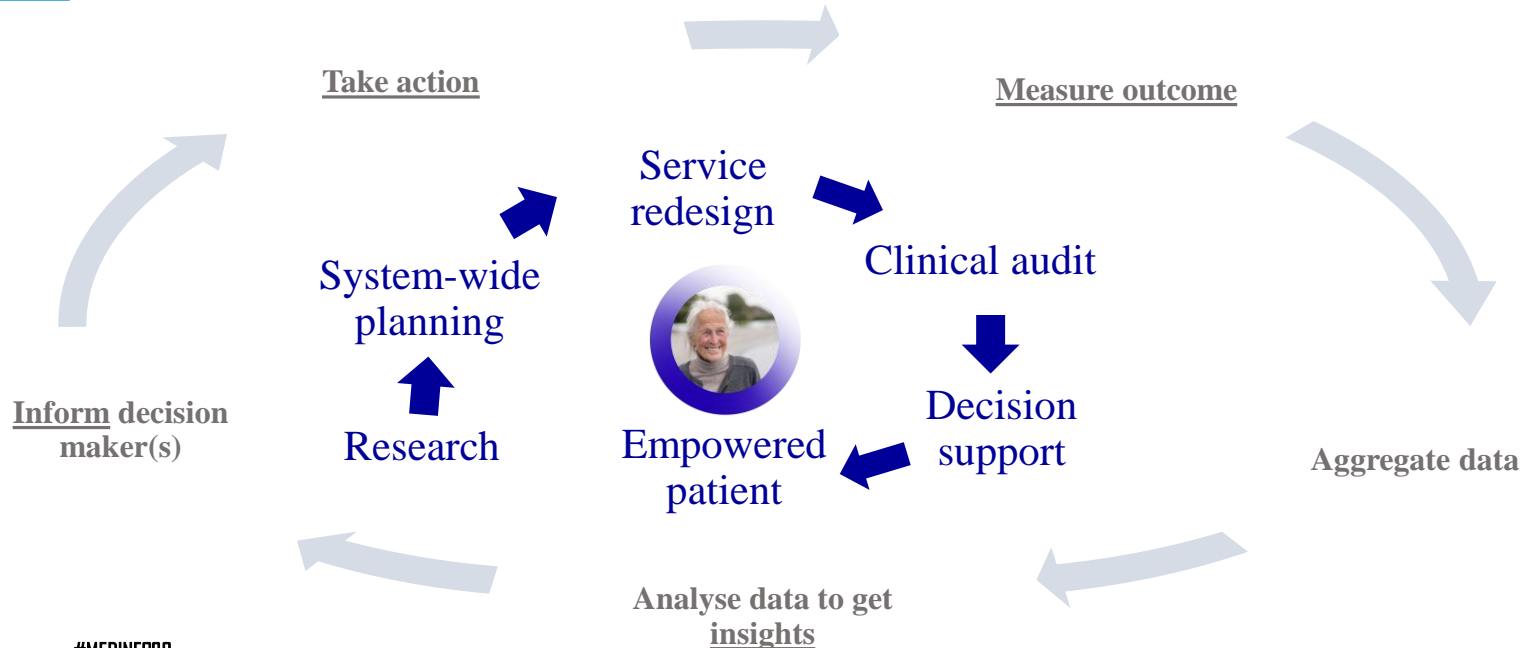 Take action
Measure outcome
Service
redesign
Clinical audit
System-wide
planning
Decision
support
Inform decision
maker(s)
Research
Empowered
patient
Aggregate data
Analyse data to get
insights